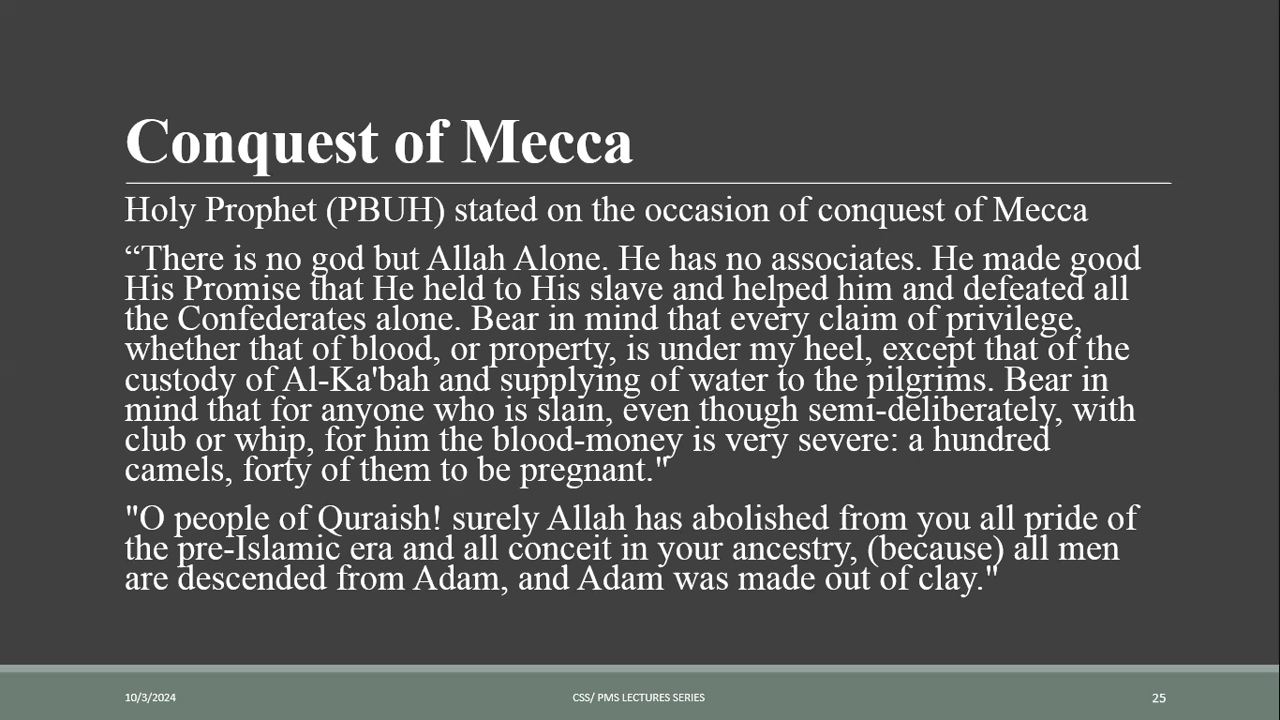 Conquest of Mecca
Holy Prophet (PBUH) stated on the occasion of conquest of Mecca
“There is no god but Allah Alone. He has no associates. He made good
His Promise that He held to His slave and helped him and defeated all
the Confederates alone. Bear in mind that every claim of privilege,
whether that of blood, or property, is under my heel, except that of the
custody of Al-Ka'bah and supplying of water to the pilgrims. Bear in
mind that for anyone who is slain, even though semi-deliberately, with
club or whip, for him the blood-money is very severe: a hundred
camels, forty of them to be pregnant."
"O people of Quraish! surely Allah has abolished from you all pride of
the pre-Islamic era and all conceit in your ancestry, (because) all men
are descended from Adam, and Adam was made out of clay."
10/3/2024 CSS/ PMS LECTURES SERIES 25